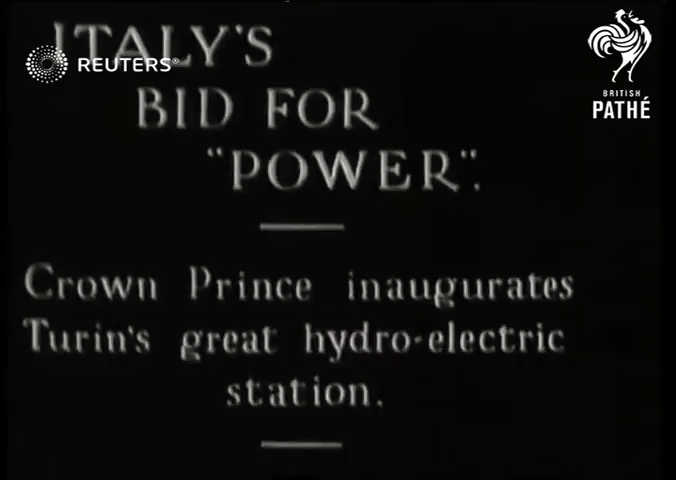 ITALY'S
REUTERS®
BRITISH
PATHÉ
BID FOR
"POWER".
Crown Prince inaugurates
Turin's great hydro-electric
station.